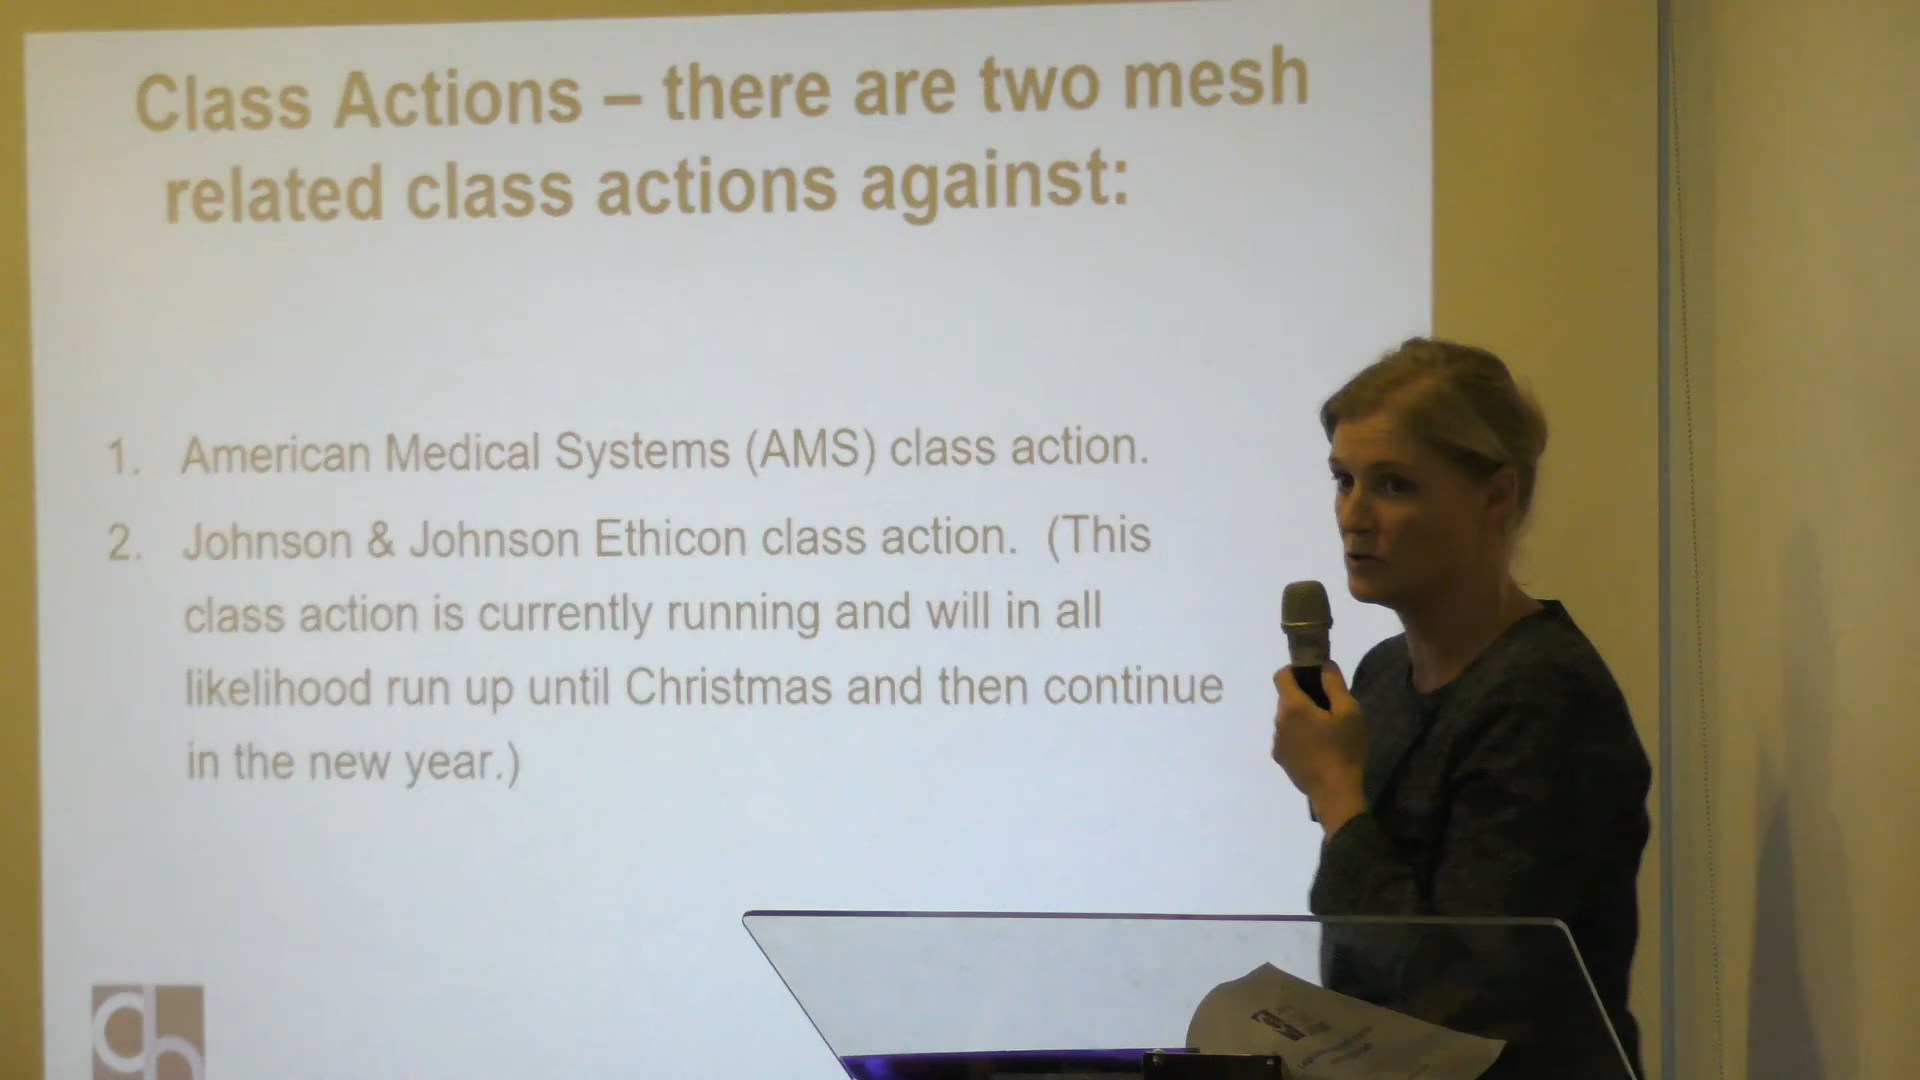 Class Actions – there are two mesh
related class actions against:
1. American Medical Systems (AMS) class action.
2. Johnson & Johnson Ethicon class action. (This
class action is currently running and will in all
likelihood run up until Christmas and then continue
in the new year.)